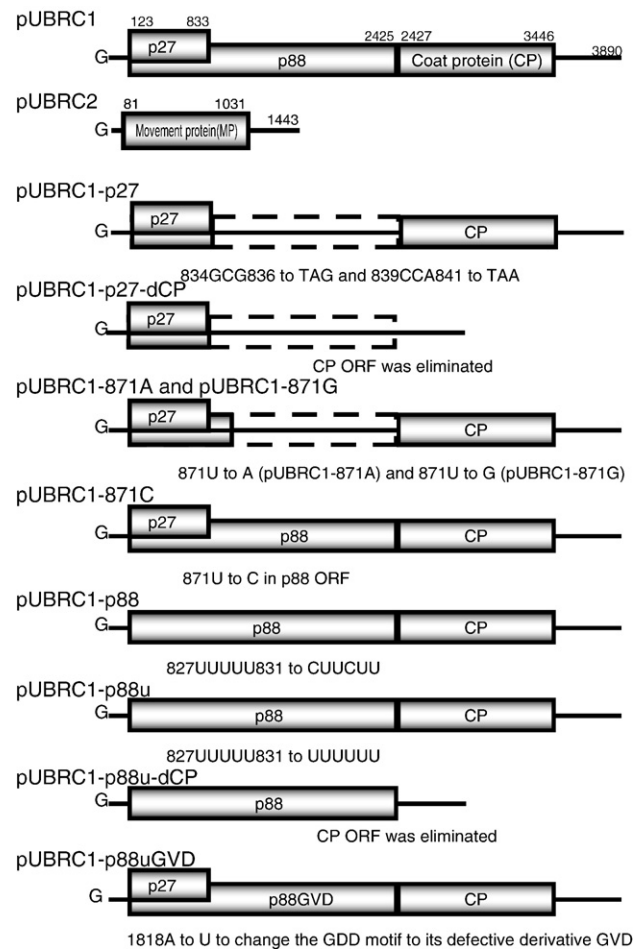 pUBRC1
123 833 2425 2427 3446
p27
G p88 Coat protein (CP) 3890
pUBRC2
81 1031 1443
G Movement protein(MP)
pUBRC1-p27
p27
G CP
834GCG836 to TAG and 839CCA841 to TAA
pUBRC1-p27-dCP
p27
G
CP ORF was eliminated
pUBRC1-871A and pUBRC1-871G
p27
G CP
871U to A (pUBRC1-871A) and 871U to G (pUBRC1-871G)
pUBRC1-871C
p27
G p88 CP
871U to C in p88 ORF
pUBRC1-p88
G p88 CP
827UUUUU831 to CUUCUU
pUBRC1-p88u
G p88 CP
827UUUUU831 to UUUUUU
pUBRC1-p88u-dCP
G p88
CP ORF was eliminated
pUBRC1-p88uGVD
p27
G p88GVD CP
1818A to U to change the GDD motif to its defective derivative GVD